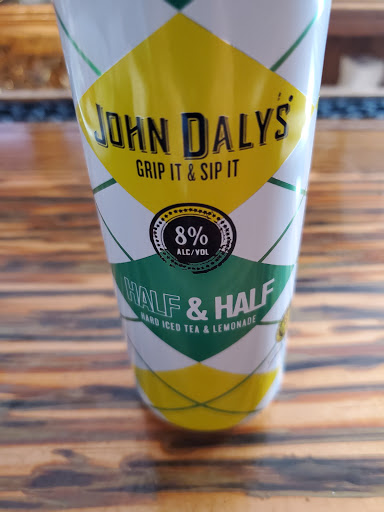 JOHN DALY'S
GRIP IT & SIP IT
8%
ALC/VOL
HALF & HALF
HARD ICED TEA & LEMONADE